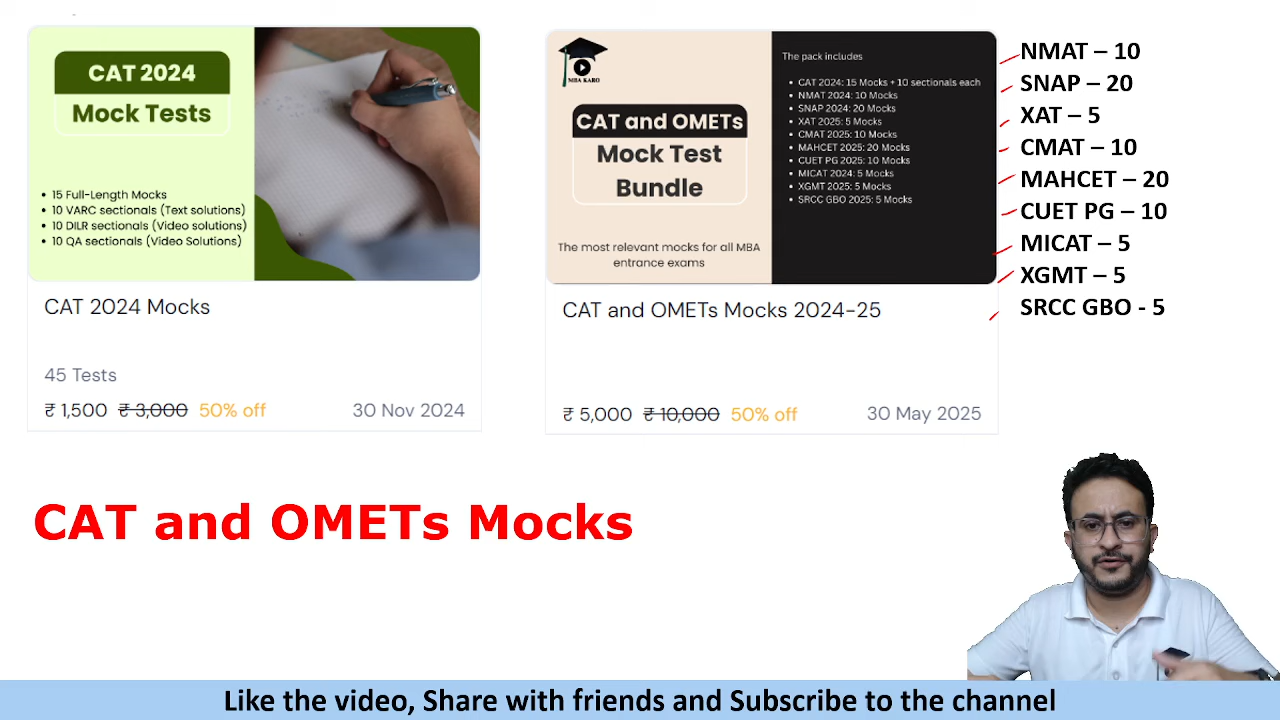 CAT 2024
Mock Tests
• 15 Full-Length Mocks
• 10 VARC sectionals (Text solutions)
• 10 DILR sectionals (Video solutions)
• 10 QA sectionals (Video Solutions)
CAT 2024 Mocks
45 Tests
₹ 1,500 ₹ 3,000 50% off 30 Nov 2024
MBA KARO
CAT and OMETs
Mock Test
Bundle
The most relevant mocks for all MBA
entrance exams
The pack includes
• CAT 2024: 15 Mocks + 10 sectionals each
• NMAT 2024: 10 Mocks
• SNAP 2024: 20 Mocks
• XAT 2025: 5 Mocks
• CMAT 2025: 10 Mocks
• MAHCET 2025: 20 Mocks
• CUET PG 2025: 10 Mocks
• MICAT 2024: 5 Mocks
• XGMT 2025: 5 Mocks
• SRCC GBO 2025: 5 Mocks
CAT and OMETs Mocks 2024-25
₹ 5,000 ₹ 10,000 50% off 30 May 2025
NMAT – 10
SNAP – 20
XAT – 5
CMAT – 10
MAHCET – 20
CUET PG – 10
MICAT – 5
XGMT – 5
SRCC GBO - 5
CAT and OMETs Mocks
Like the video, Share with friends and Subscribe to the channel